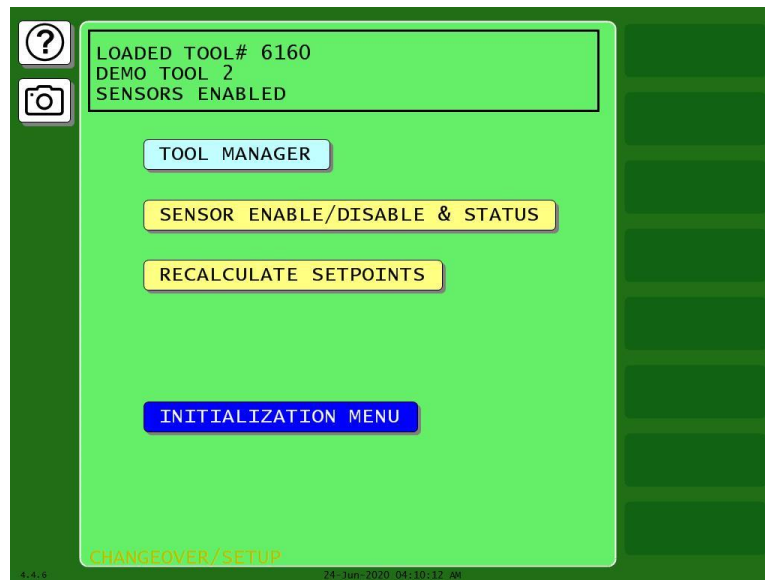 ?
LOADED TOOL# 6160
DEMO TOOL 2
SENSORS ENABLED
TOOL MANAGER
SENSOR ENABLE/DISABLE & STATUS
RECALCULATE SETPOINTS
INITIALIZATION MENU
CHANGEOVER/SETUP
4.4.6
24-Jun-2020 04:10:12 AM